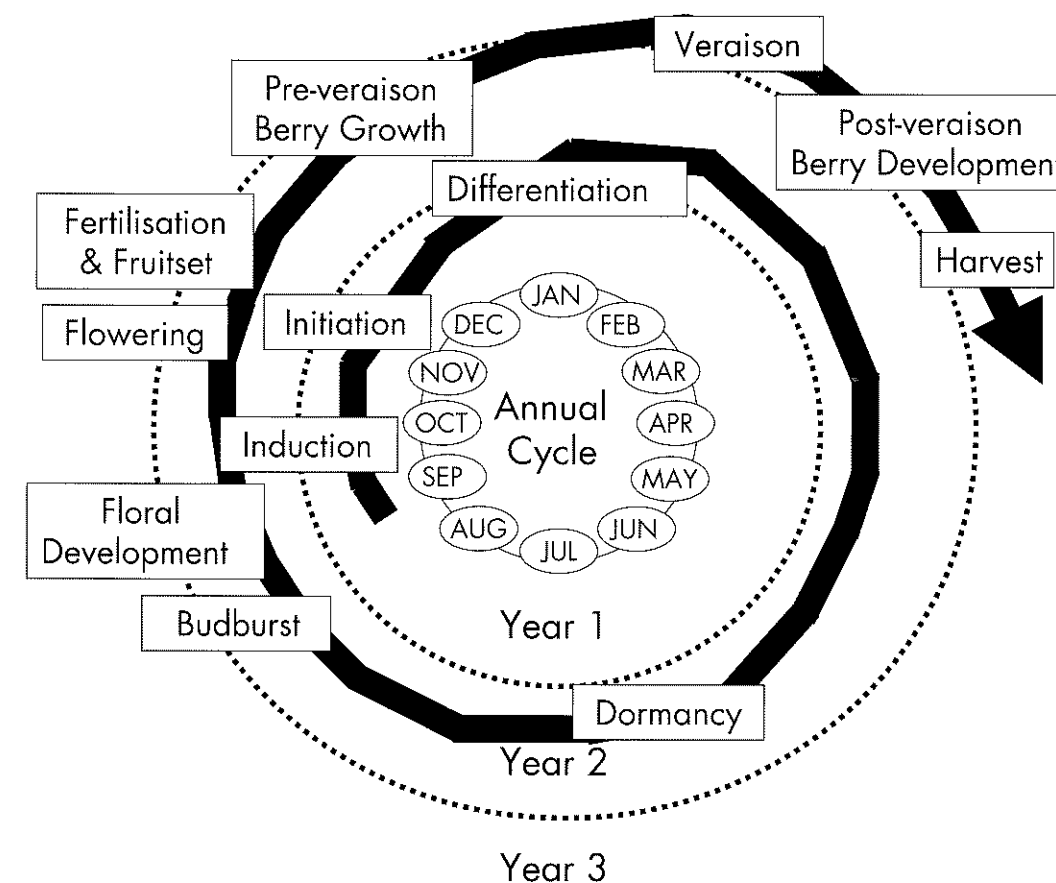 Veraison
Pre-veraison
Berry Growth
Post-veraison
Berry Development
Differentiation
Fertilisation
& Fruitset
Harvest
Initiation
Flowering
JAN
DEC
FEB
NOV
MAR
Annual
Cycle
OCT
APR
Induction
SEP
MAY
Floral
Development
AUG
JUN
JUL
Budburst
Year 1
Dormancy
Year 2
Year 3